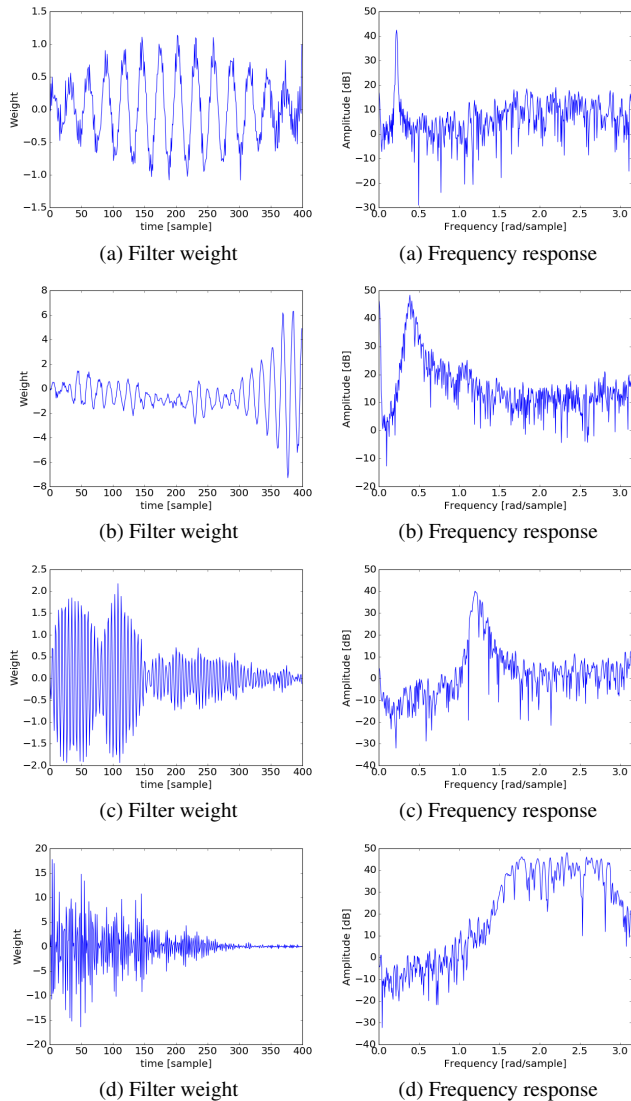 1.5
1.0
0.5
0.0
−0.5
−1.0
−1.5
Weight
0 50 100 150 200 250 300 350 400
time [sample]
(a) Filter weight
50
40
30
20
10
0
−10
−20
−30
Amplitude [dB]
0.0 0.5 1.0 1.5 2.0 2.5 3.0
Frequency [rad/sample]
(a) Frequency response
8
6
4
2
0
−2
−4
−6
−8
Weight
0 50 100 150 200 250 300 350 400
time [sample]
(b) Filter weight
50
40
30
20
10
0
−10
−20
Amplitude [dB]
0.0 0.5 1.0 1.5 2.0 2.5 3.0
Frequency [rad/sample]
(b) Frequency response
2.5
2.0
1.5
1.0
0.5
0.0
−0.5
−1.0
−1.5
−2.0
Weight
0 50 100 150 200 250 300 350 400
time [sample]
(c) Filter weight
50
40
30
20
10
0
−10
−20
−30
−40
Amplitude [dB]
0.0 0.5 1.0 1.5 2.0 2.5 3.0
Frequency [rad/sample]
(c) Frequency response
20
15
10
5
0
−5
−10
−15
−20
Weight
0 50 100 150 200 250 300 350 400
time [sample]
(d) Filter weight
50
40
30
20
10
0
−10
−20
−30
−40
Amplitude [dB]
0.0 0.5 1.0 1.5 2.0 2.5 3.0
Frequency [rad/sample]
(d) Frequency response